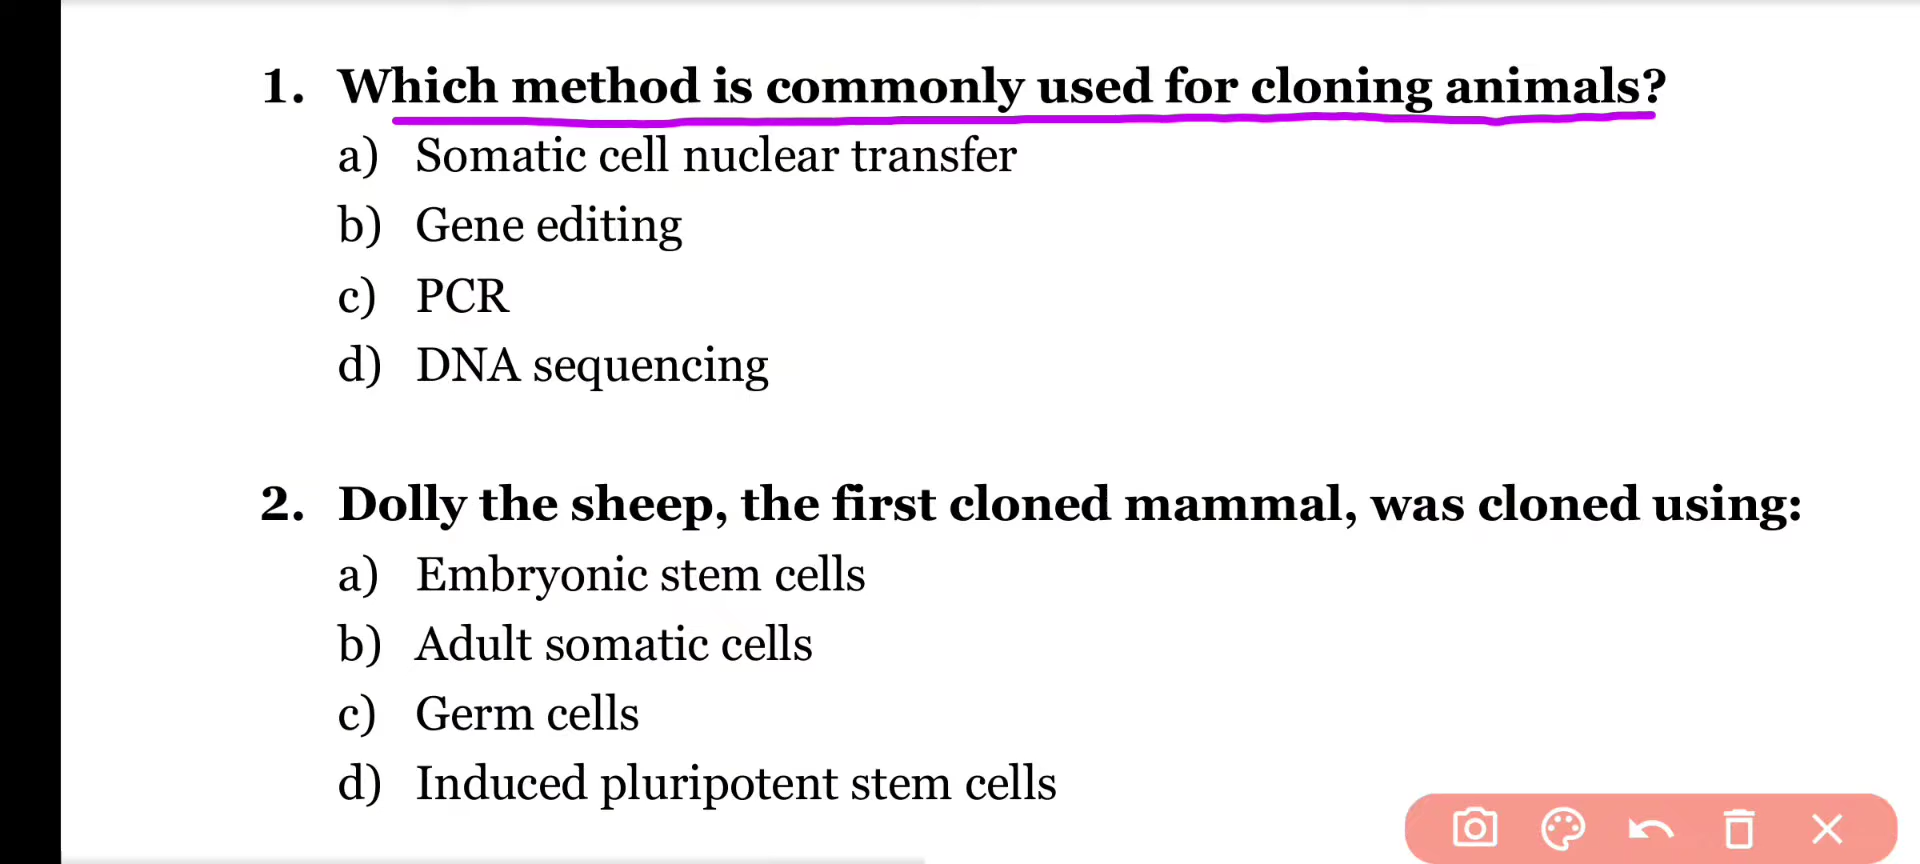 1. Which method is commonly used for cloning animals?
a) Somatic cell nuclear transfer
b) Gene editing
c) PCR
d) DNA sequencing
2. Dolly the sheep, the first cloned mammal, was cloned using:
a) Embryonic stem cells
b) Adult somatic cells
c) Germ cells
d) Induced pluripotent stem cells